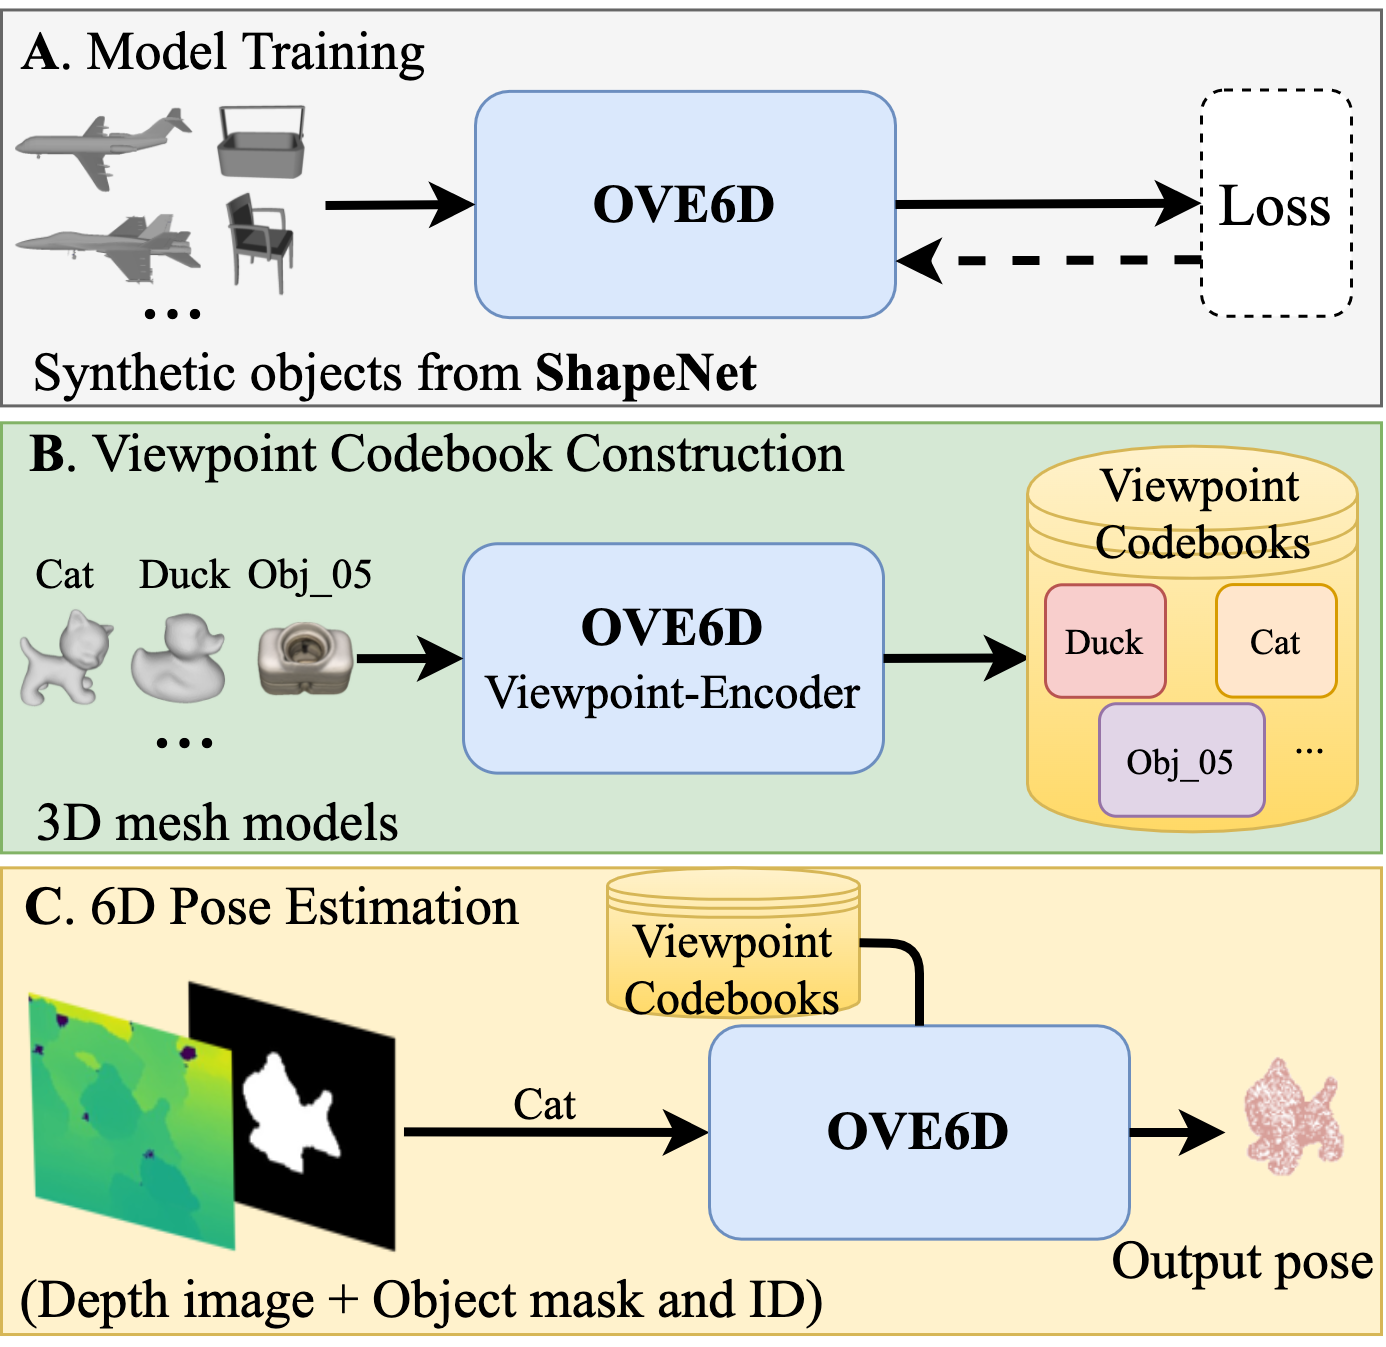 A. Model Training
OVE6D
Loss
...
Synthetic objects from ShapeNet
B. Viewpoint Codebook Construction
Viewpoint
Codebooks
Cat
Duck
Obj_05
OVE6D
Viewpoint-Encoder
Duck
Cat
Obj_05
...
...
3D mesh models
C. 6D Pose Estimation
Viewpoint
Codebooks
Cat
OVE6D
Output pose
(Depth image + Object mask and ID)